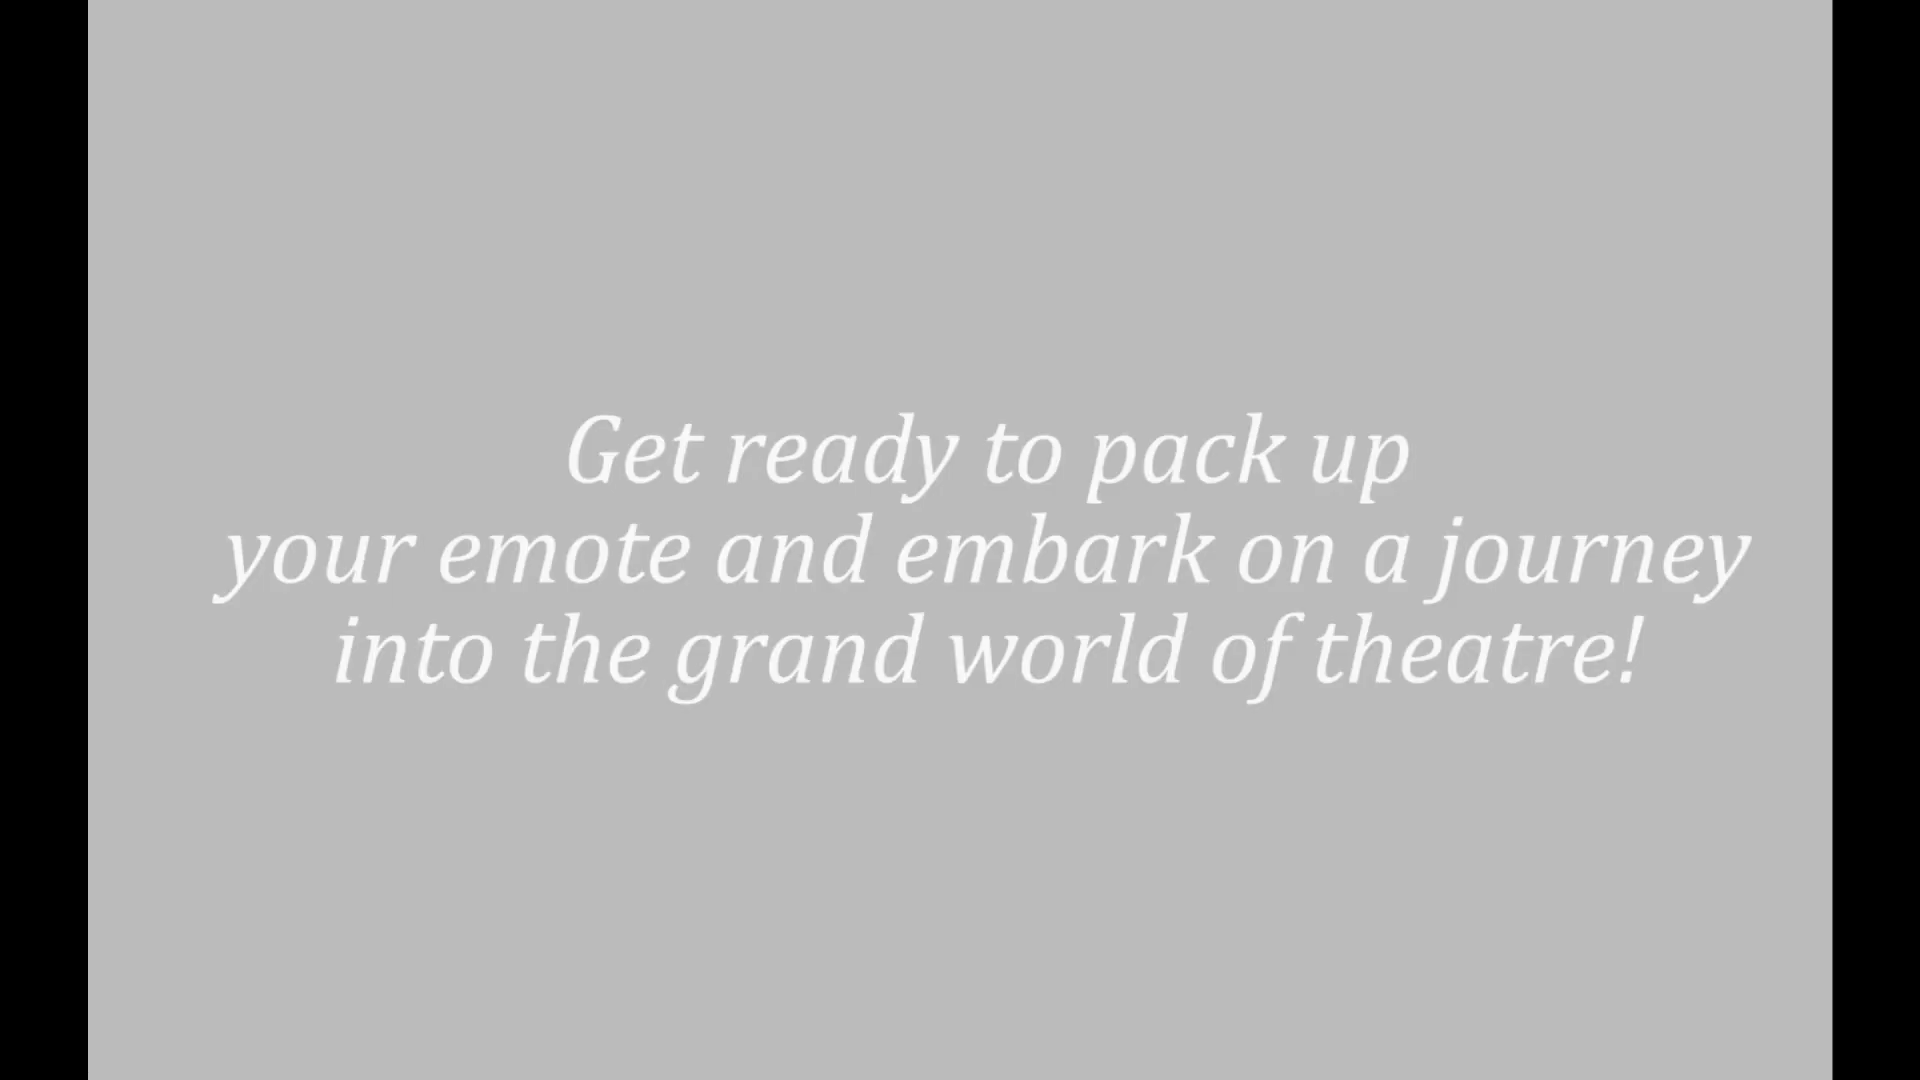 Get ready to pack up
your emote and embark on a journey
into the grand world of theatre!